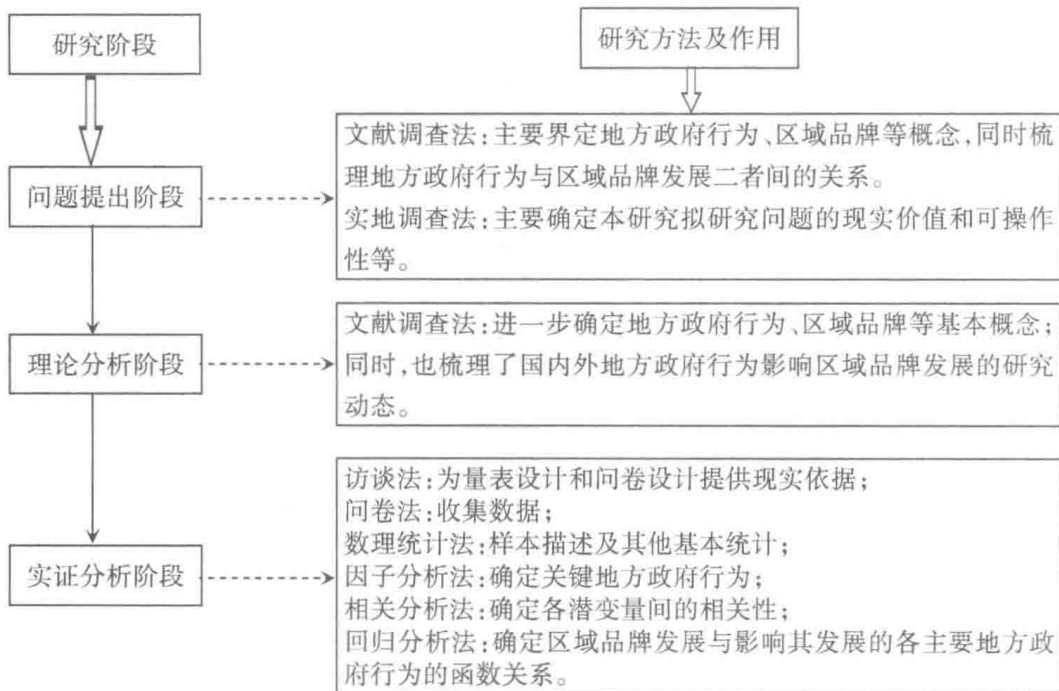 研究阶段
研究方法及作用
问题提出阶段
文献调查法:主要界定地方政府行为、区域品牌等概念,同时梳
理地方政府行为与区域品牌发展二者间的关系。
实地调查法:主要确定本研究拟研究问题的现实价值和可操作
性等。
理论分析阶段
文献调查法:进一步确定地方政府行为、区域品牌等基本概念;
同时,也梳理了国内外地方政府行为影响区域品牌发展的研究
动态。
实证分析阶段
访谈法:为量表设计和问卷设计提供现实依据;
问卷法:收集数据;
数理统计法:样本描述及其他基本统计;
因子分析法:确定关键地方政府行为;
相关分析法:确定各潜变量间的相关性;
回归分析法:确定区域品牌发展与影响其发展的各主要地方政
府行为的函数关系。